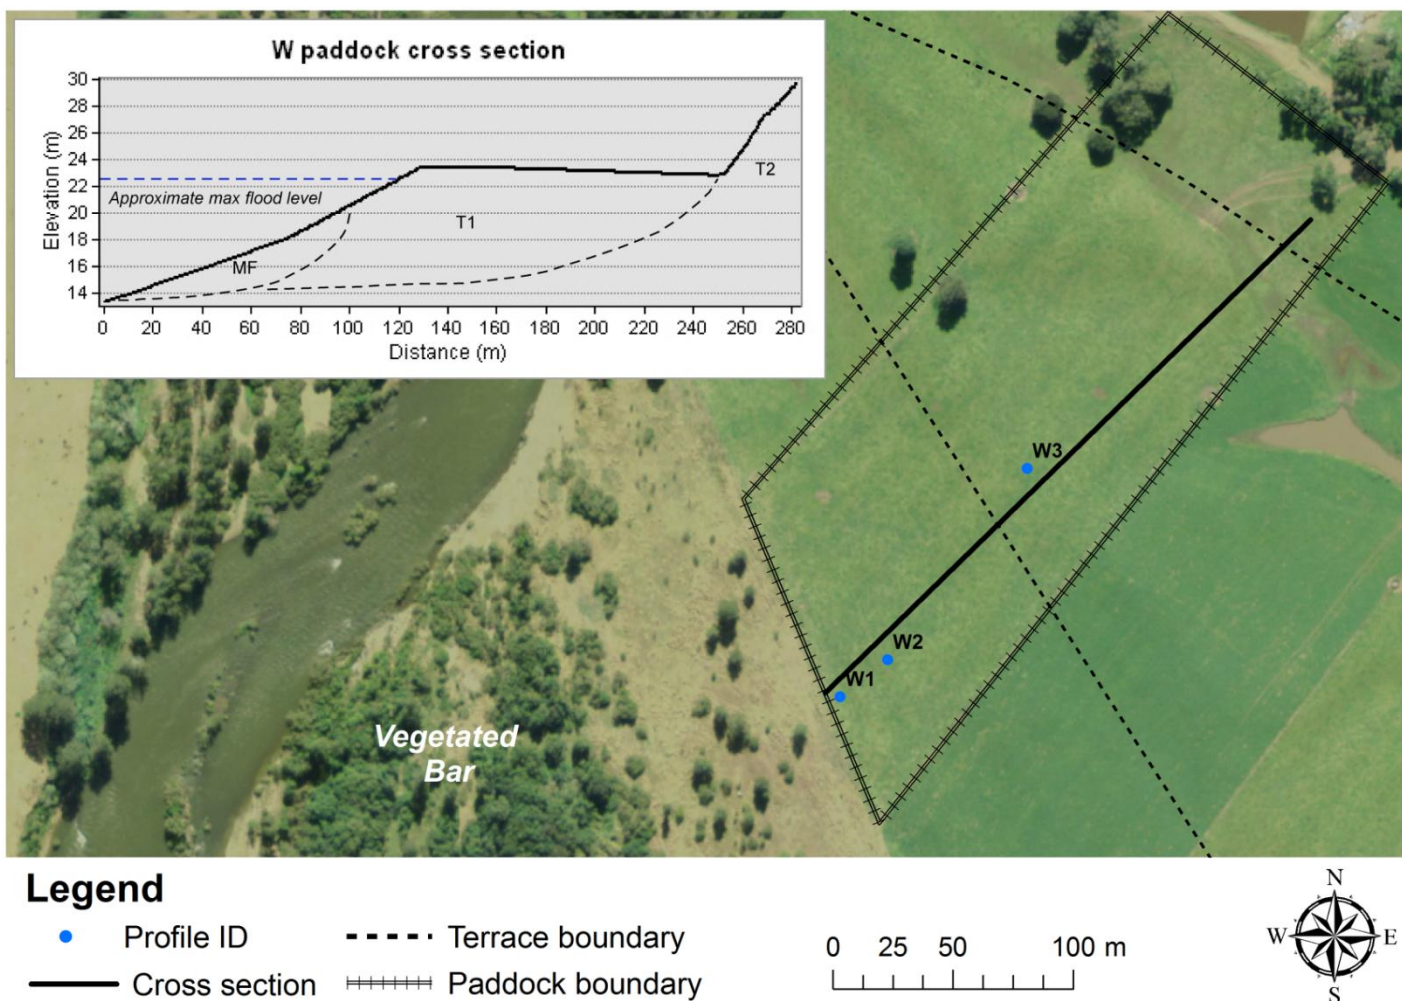 W paddock cross section
Elevation (m)
30
28
26
24
22
20
18
16
14
Approximate max flood level
MF
T1
T2
0 20 40 60 80 100 120 140 160 180 200 220 240 260 280
Distance (m)
W3
W2
W1
Vegetated
Bar
Legend
Profile ID
Terrace boundary
Cross section
Paddock boundary
0 25 50 100 m
N
W E
S